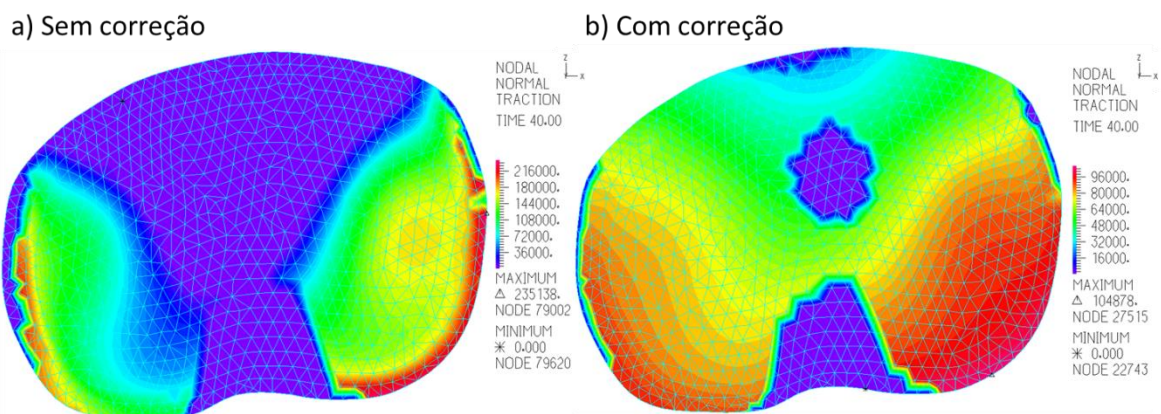 a) Sem correção
NODAL
NORMAL
TRACTION
TIME 40.00
z
x
216000.
180000.
144000.
108000.
72000.
36000.
MAXIMUM
Δ 235138.
NODE 79002
MINIMUM
* 0.000
NODE 79620
b) Com correção
NODAL
NORMAL
TRACTION
TIME 40.00
z
x
96000.
80000.
64000.
48000.
32000.
16000.
MAXIMUM
Δ 104878.
NODE 27515
MINIMUM
* 0.000
NODE 22743